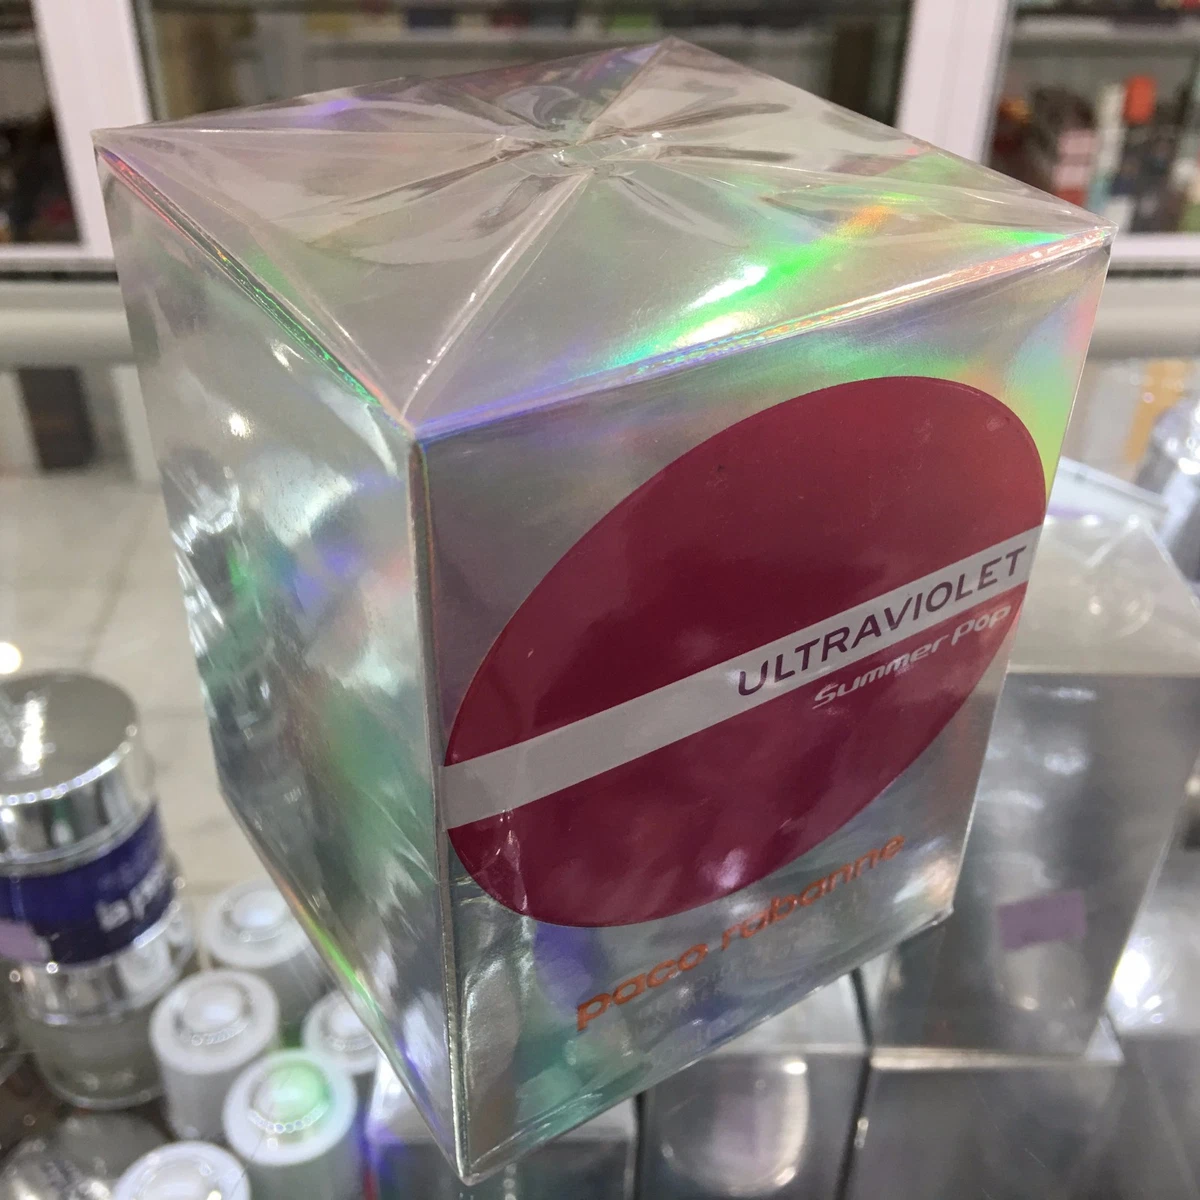 ULTRAVIOLET
Summer Pop
paco rabanne